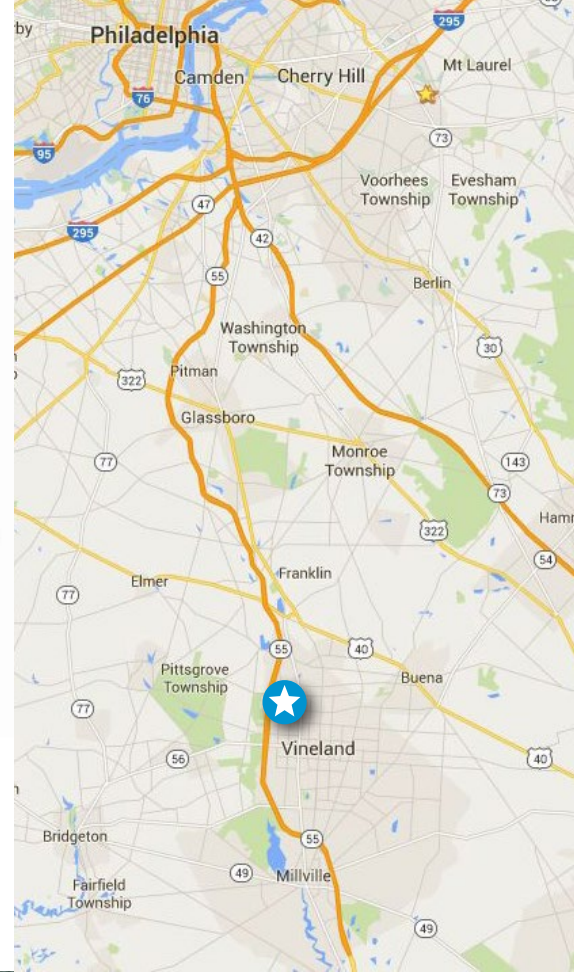 295
by
Philadelphia
Mt Laurel
Camden
Cherry Hill
76
73
95
Voorhees
Township
Evesham
Township
47
295
42
55
Berlin
Washington
Township
30
322
Pitman
Glassboro
Monroe
Township
77
143
73
Hamr
322
54
Franklin
Elmer
77
55
40
Pittsgrove
Township
Buena
77
Vineland
56
40
Bridgeton
55
49
Millville
Fairfield
Township
49